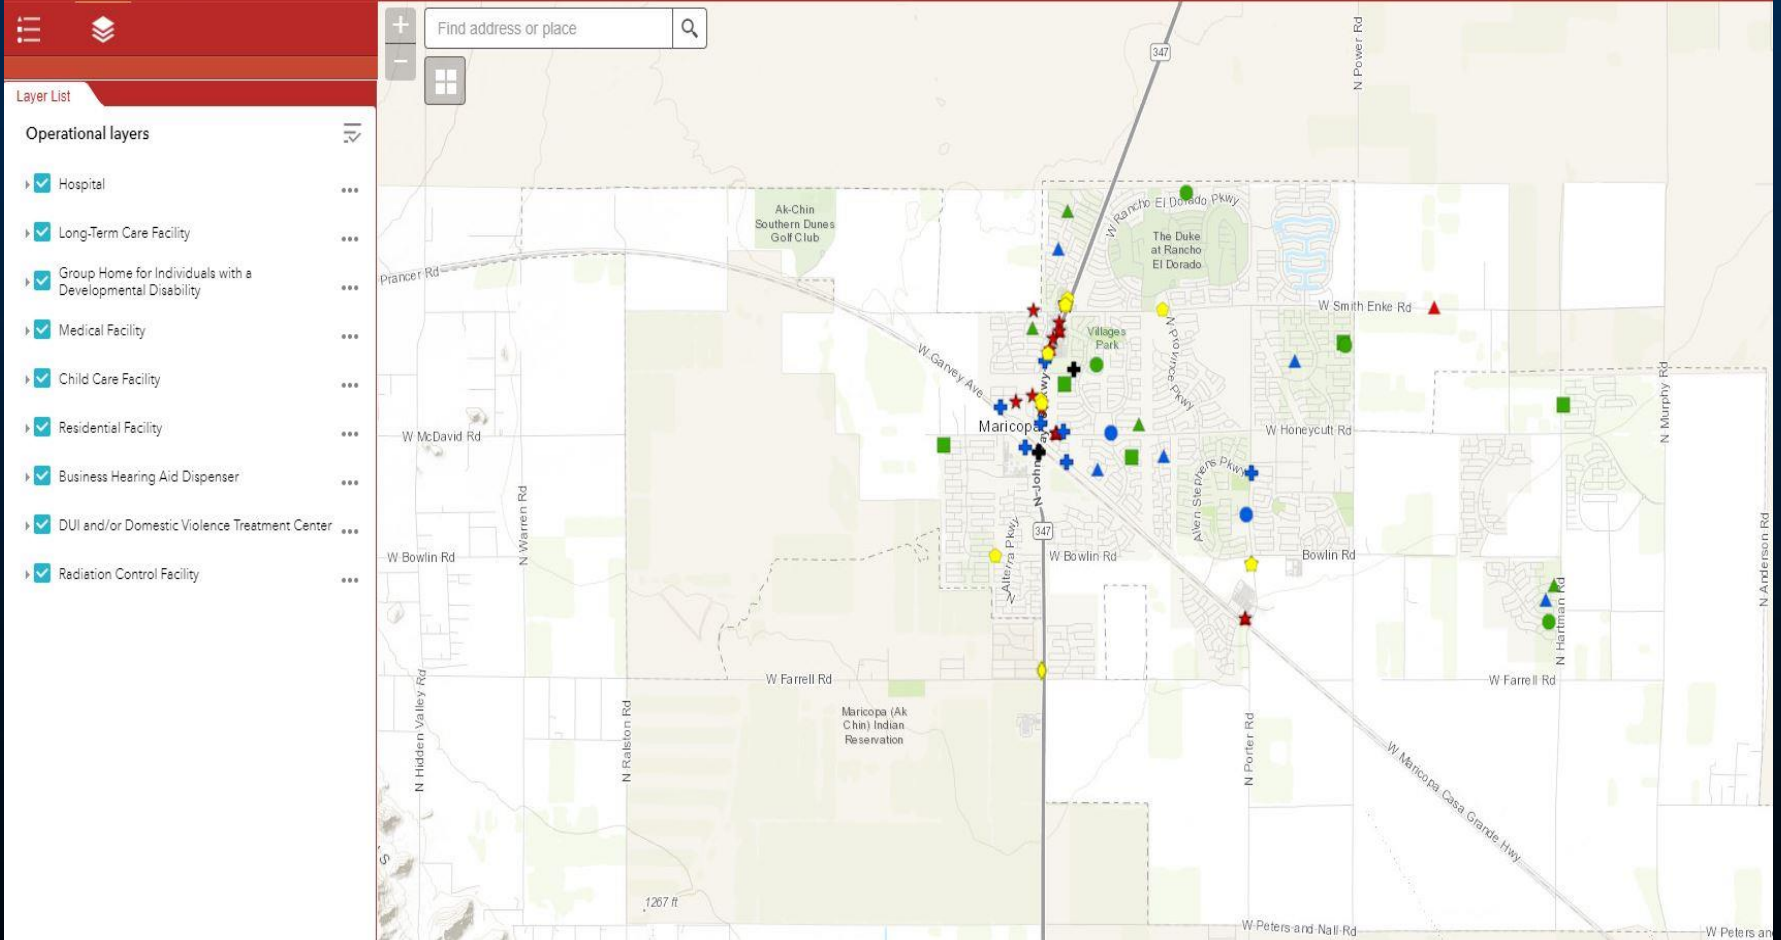 Find address or place
Layer List
Operational layers
Hospital
Long-Term Care Facility
Group Home for Individuals with a
Developmental Disability
Medical Facility
Child Care Facility
Residential Facility
Business Hearing Aid Dispenser
DUI and/or Domestic Violence Treatment Center
Radiation Control Facility
347
N Power Rd
Ak-Chin
Southern Dunes
Golf Club
W Rancho El Dorado Pkwy
The Duke
at Rancho
El Dorado
Prancer Rd
W Smith Enke Rd
Villages
Park
N Province Pkwy
W Garvey Ave
N Murphy Rd
Maricopa
W McDavid Rd
W Honeycutt Rd
N John
kwy
Stephens Pkwy
N Warren Rd
347
N Alterra Pkwy
W Bowlin Rd
W Bowlin Rd
Bowlin Rd
N Anderson Rd
N Hartman Rd
W Farrell Rd
W Farrell Rd
Maricopa (Ak
Chin) Indian
Reservation
N Hidden Valley Rd
N Ralston Rd
N Porter Rd
W Maricopa Casa Grande Hwy
S
1267 ft
W Peters and Nall Rd
W Peters an